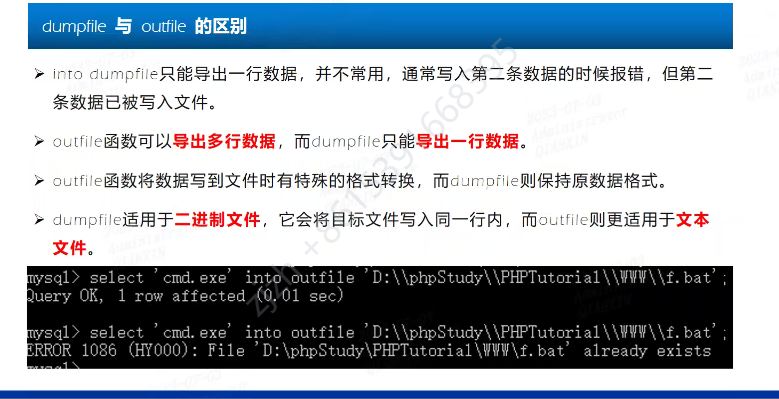 dumpfile 与 outfile 的区别
into dumpfile只能导出一行数据，并不常用，通常写入第二条数据的时候报错，但第二
条数据已被写入文件。
outfile函数可以导出多行数据，而dumpfile只能导出一行数据。
outfile函数将数据写到文件时有特殊的格式转换，而dumpfile则保持原数据格式。
dumpfile适用于二进制文件，它会将目标文件写入同一行内，而outfile则更适用于文本
文件。
mysql> select 'cmd.exe' into outfile 'D:\\phpStudy\\PHPTutorial\\WWW\\f.bat';
Query OK, 1 row affected (0.01 sec)
mysql> select 'cmd.exe' into outfile 'D:\\phpStudy\\PHPTutorial\\WWW\\f.bat';
ERROR 1086 (HY000): File 'D:\phpStudy\PHPTutorial\WWW\f.bat' already exists
mysql>